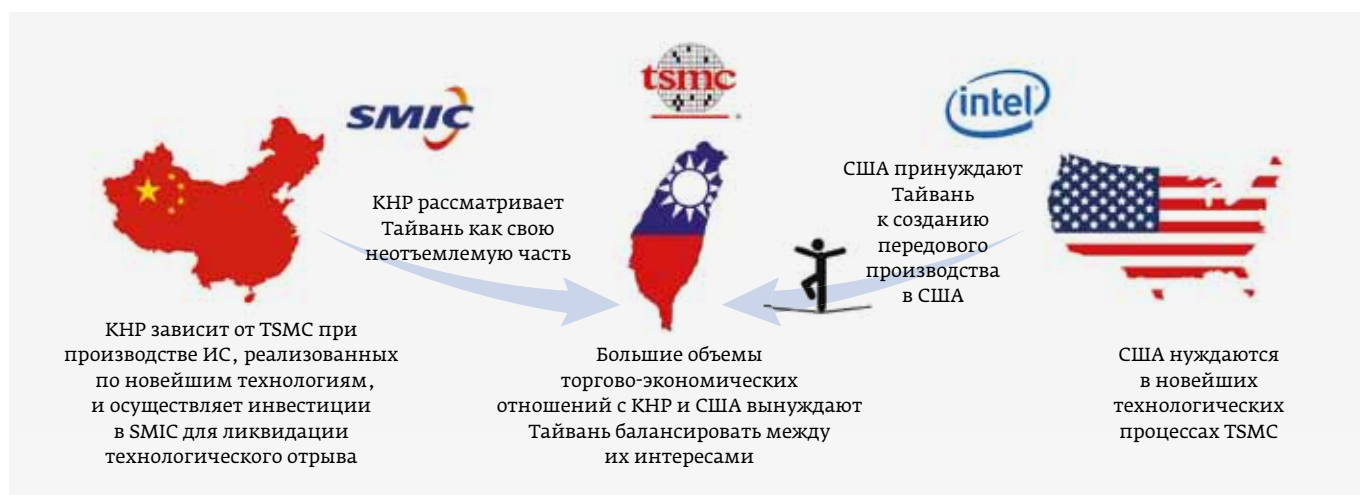 SMIC
tsmc
intel
КНР рассматривает
Тайвань как свою
неотъемлемую часть
США принуждают
Тайвань
к созданию
передового
производства
в США
КНР зависит от TSMC при
производстве ИС, реализованных
по новейшим технологиям,
и осуществляет инвестиции
в SMIC для ликвидации
технологического отрыва
Большие объемы
торгово-экономических
отношений с КНР и США вынуждают
Тайвань балансировать между
их интересами
США нуждаются
в новейших
технологических
процессах TSMC